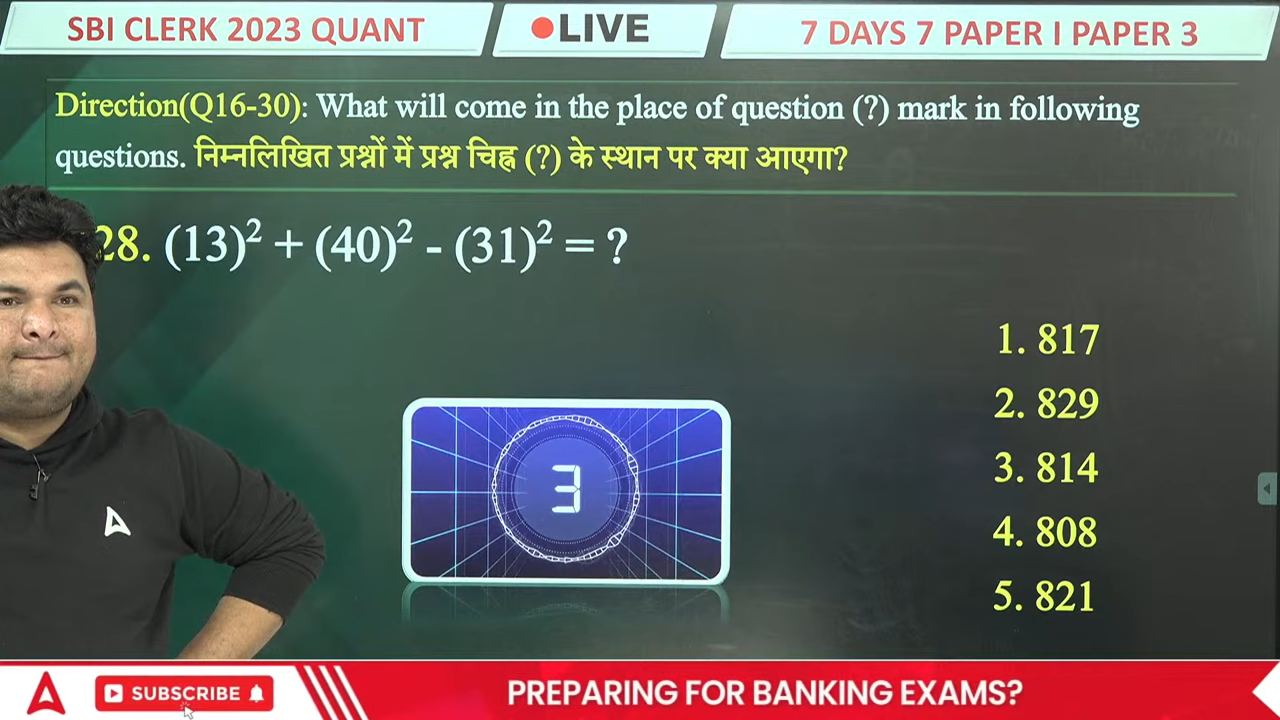 SBI CLERK 2023 QUANT
LIVE
7 DAYS 7 PAPER I PAPER 3
Direction(Q16-30): What will come in the place of question (?) mark in following
questions. निम्नलिखित प्रश्नों में प्रश्न चिह्न (?) के स्थान पर क्या आएगा?
28. (13)² + (40)² - (31)² = ?
1. 817
2. 829
3. 814
4. 808
5. 821
3
SUBSCRIBE
PREPARING FOR BANKING EXAMS?